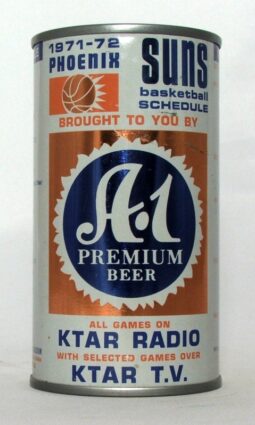 1971-72
PHOENIX
SUNS
basketball
SCHEDULE
BROUGHT TO YOU BY
A·1
PREMIUM
BEER
ALL GAMES ON
KTAR RADIO
WITH SELECTED GAMES OVER
KTAR T.V.